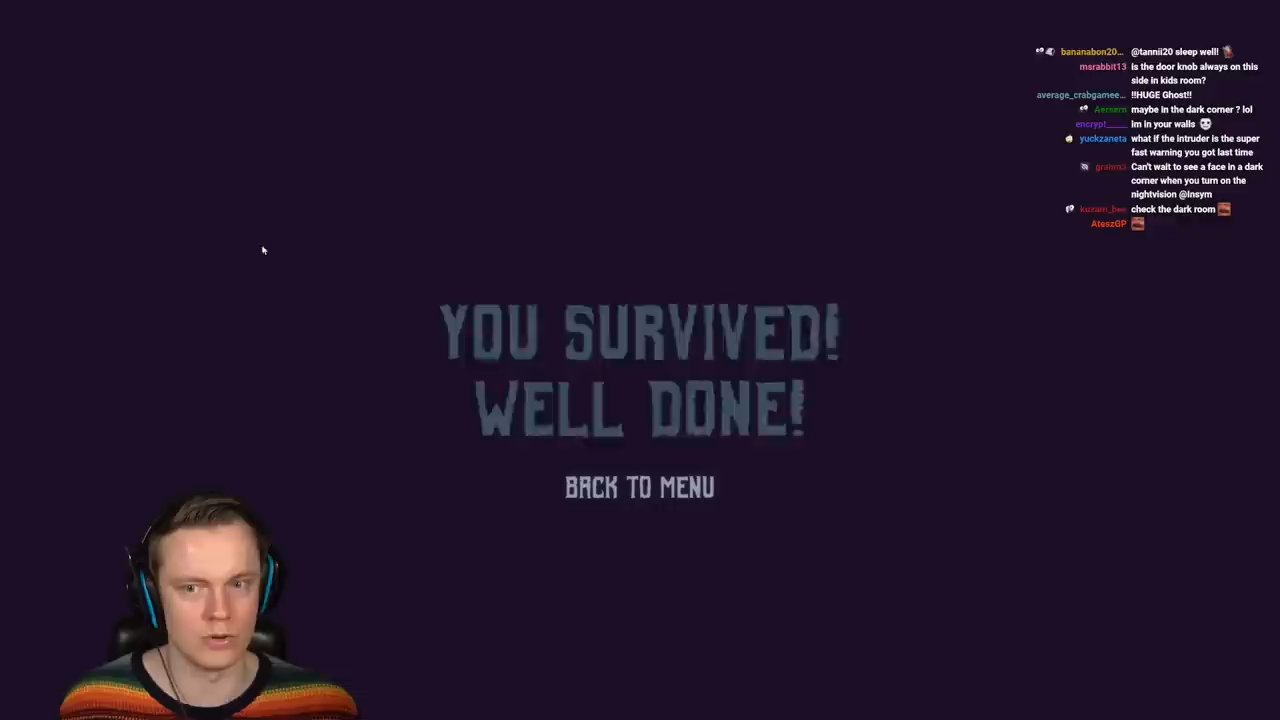 bananabon20... @tannii20 sleep well!
msrabbit13 is the door knob always on this
side in kids room?
average_crabgamee... !!HUGE Ghost!!
Aersern maybe in the dark corner ? lol
encrypt____ im in your walls
yuckzaneta what if the intruder is the super
fast warning you got last time
Can't wait to see a face in a dark
corner when you turn on the
nightvision @Insym
check the dark room
AteszGP
YOU SURVIVED!
WELL DONE!
BACK TO MENU